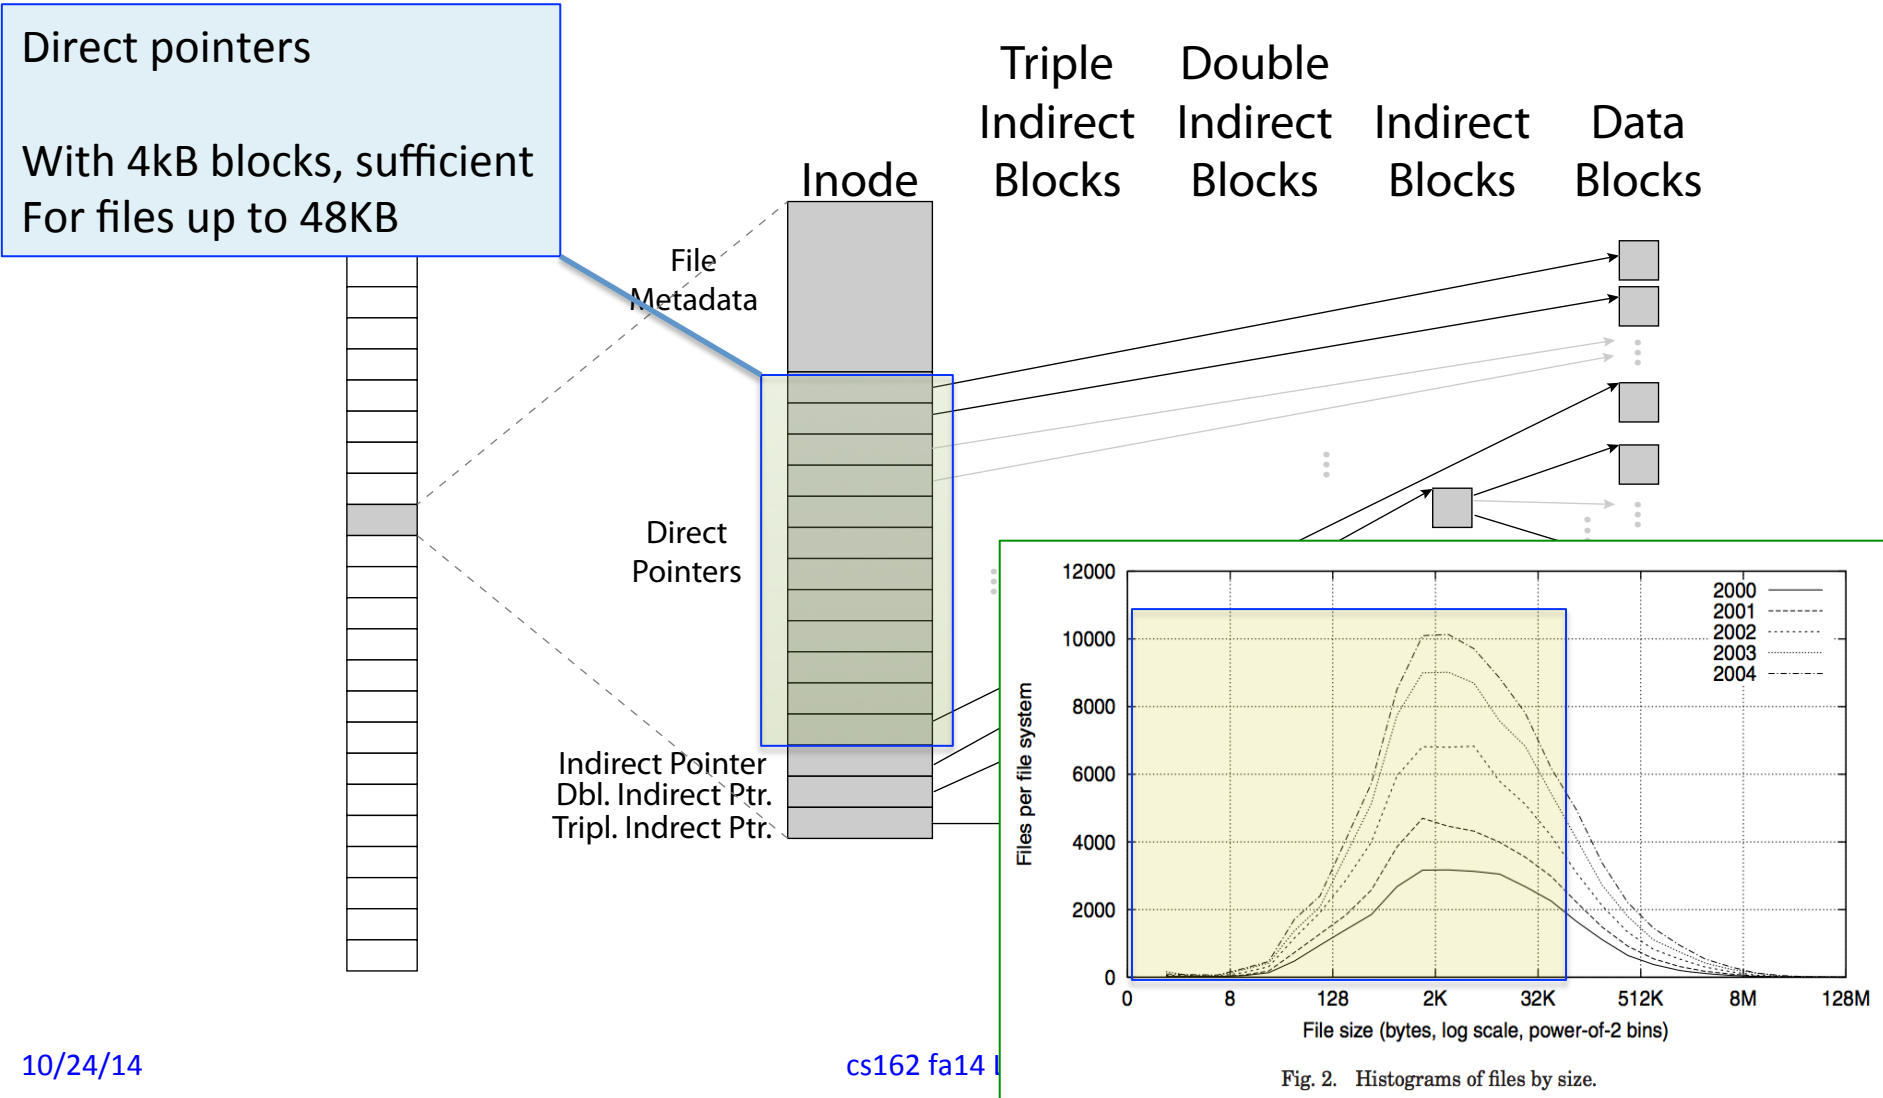 Direct pointers
With 4kB blocks, sufficient
For files up to 48KB
Triple
Indirect
Blocks
Double
Indirect
Blocks
Indirect
Blocks
Data
Blocks
Inode
File
Metadata
Direct
Pointers
Indirect Pointer
Dbl. Indirect Ptr.
Tripl. Indrect Ptr.
12000
10000
8000
6000
4000
2000
0
Files per file system
2000
2001
2002
2003
2004
0 8 128 2K 32K 512K 8M 128M
File size (bytes, log scale, power-of-2 bins)
Fig. 2. Histograms of files by size.
10/24/14
cs162 fa14